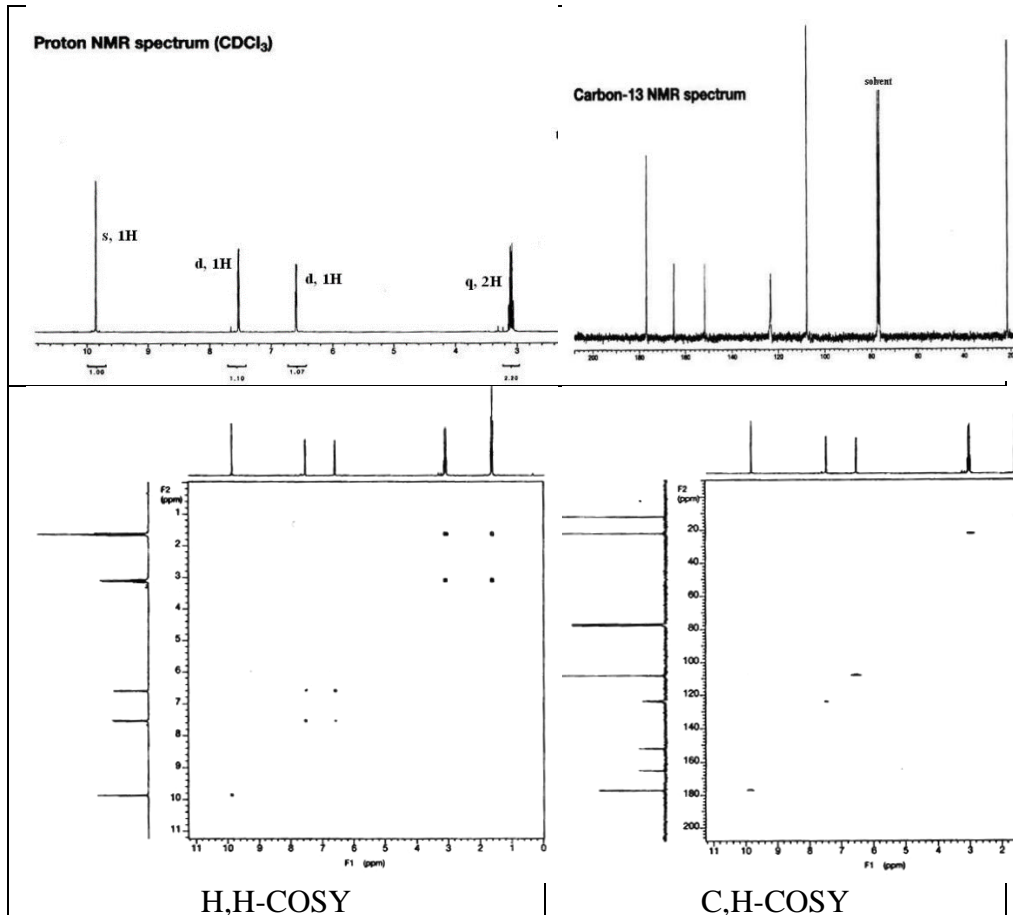 Proton NMR spectrum (CDCl₃)
s, 1H
d, 1H
d, 1H
q, 2H
10 9 8 7 6 5 4 3
1.00 1.10 1.07 2.20
Carbon-13 NMR spectrum
solvent
200 180 160 140 120 100 80 60 40 20
F2
(ppm)
1
2
3
4
5
6
7
8
9
10
11
11 10 9 8 7 6 5 4 3 2 1 0
F1 (ppm)
H,H-COSY
F2
(ppm)
20
40
60
80
100
120
140
160
180
200
11 10 9 8 7 6 5 4 3 2
F1 (ppm)
C,H-COSY